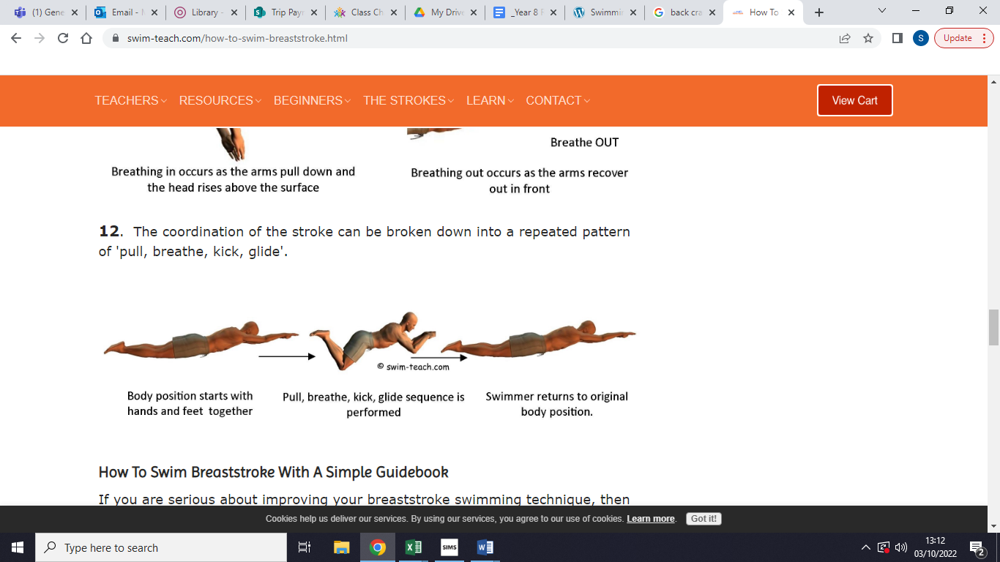 (1) Gene
Email - 
Library -
Trip Payr
Class Ch
My Drive
_Year 8 F
Swimmin
back cra
How To
swim-teach.com/how-to-swim-breaststroke.html
S
Update
TEACHERS
RESOURCES
BEGINNERS
THE STROKES
LEARN
CONTACT
View Cart
Breathe OUT
Breathing in occurs as the arms pull down and
the head rises above the surface
Breathing out occurs as the arms recover
out in front
12. The coordination of the stroke can be broken down into a repeated pattern
of 'pull, breathe, kick, glide'.
© swim-teach.com
Body position starts with
hands and feet together
Pull, breathe, kick, glide sequence is
performed
Swimmer returns to original
body position.
How To Swim Breaststroke With A Simple Guidebook
If you are serious about improving your breaststroke swimming technique, then
Cookies help us deliver our services. By using our services, you agree to our use of cookies. Learn more.
Got it!
Type here to search
SIMS
13:12
03/10/2022
2